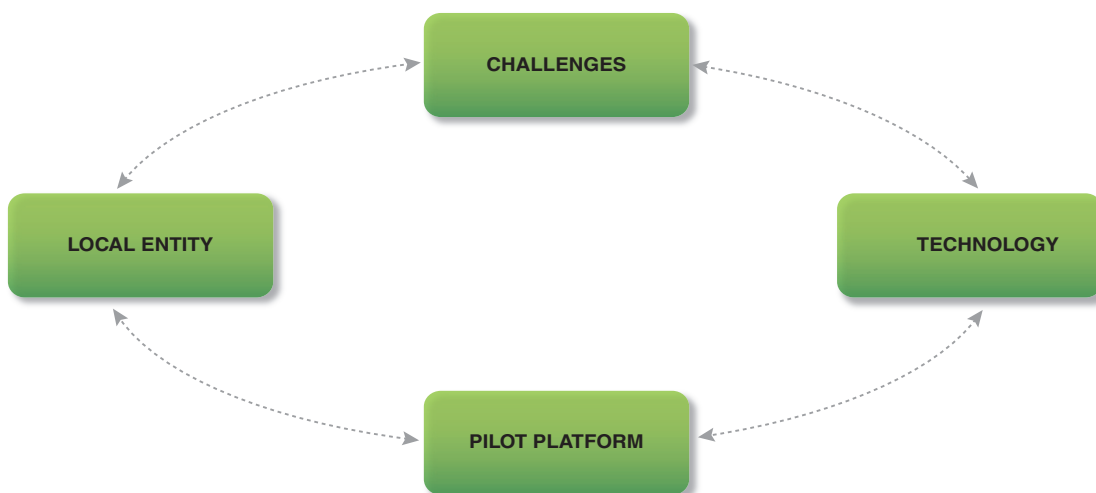 CHALLENGES
LOCAL ENTITY
TECHNOLOGY
PILOT PLATFORM